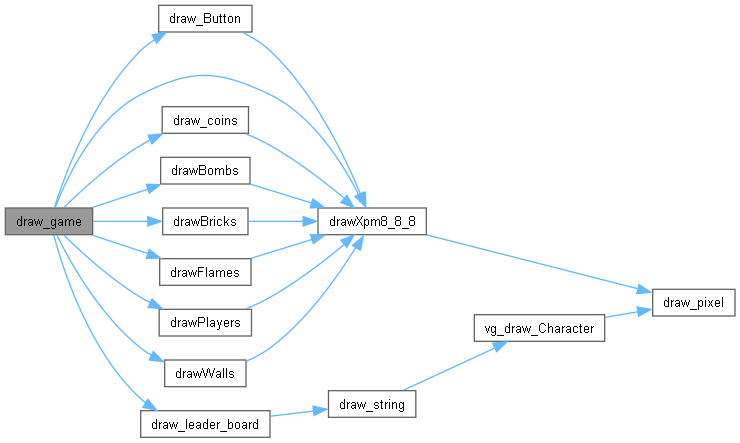 draw_Button
draw_coins
drawBombs
draw_game
drawBricks
drawXpm8_8_8
drawFlames
draw_pixel
drawPlayers
vg_draw_Character
drawWalls
draw_string
draw_leader_board